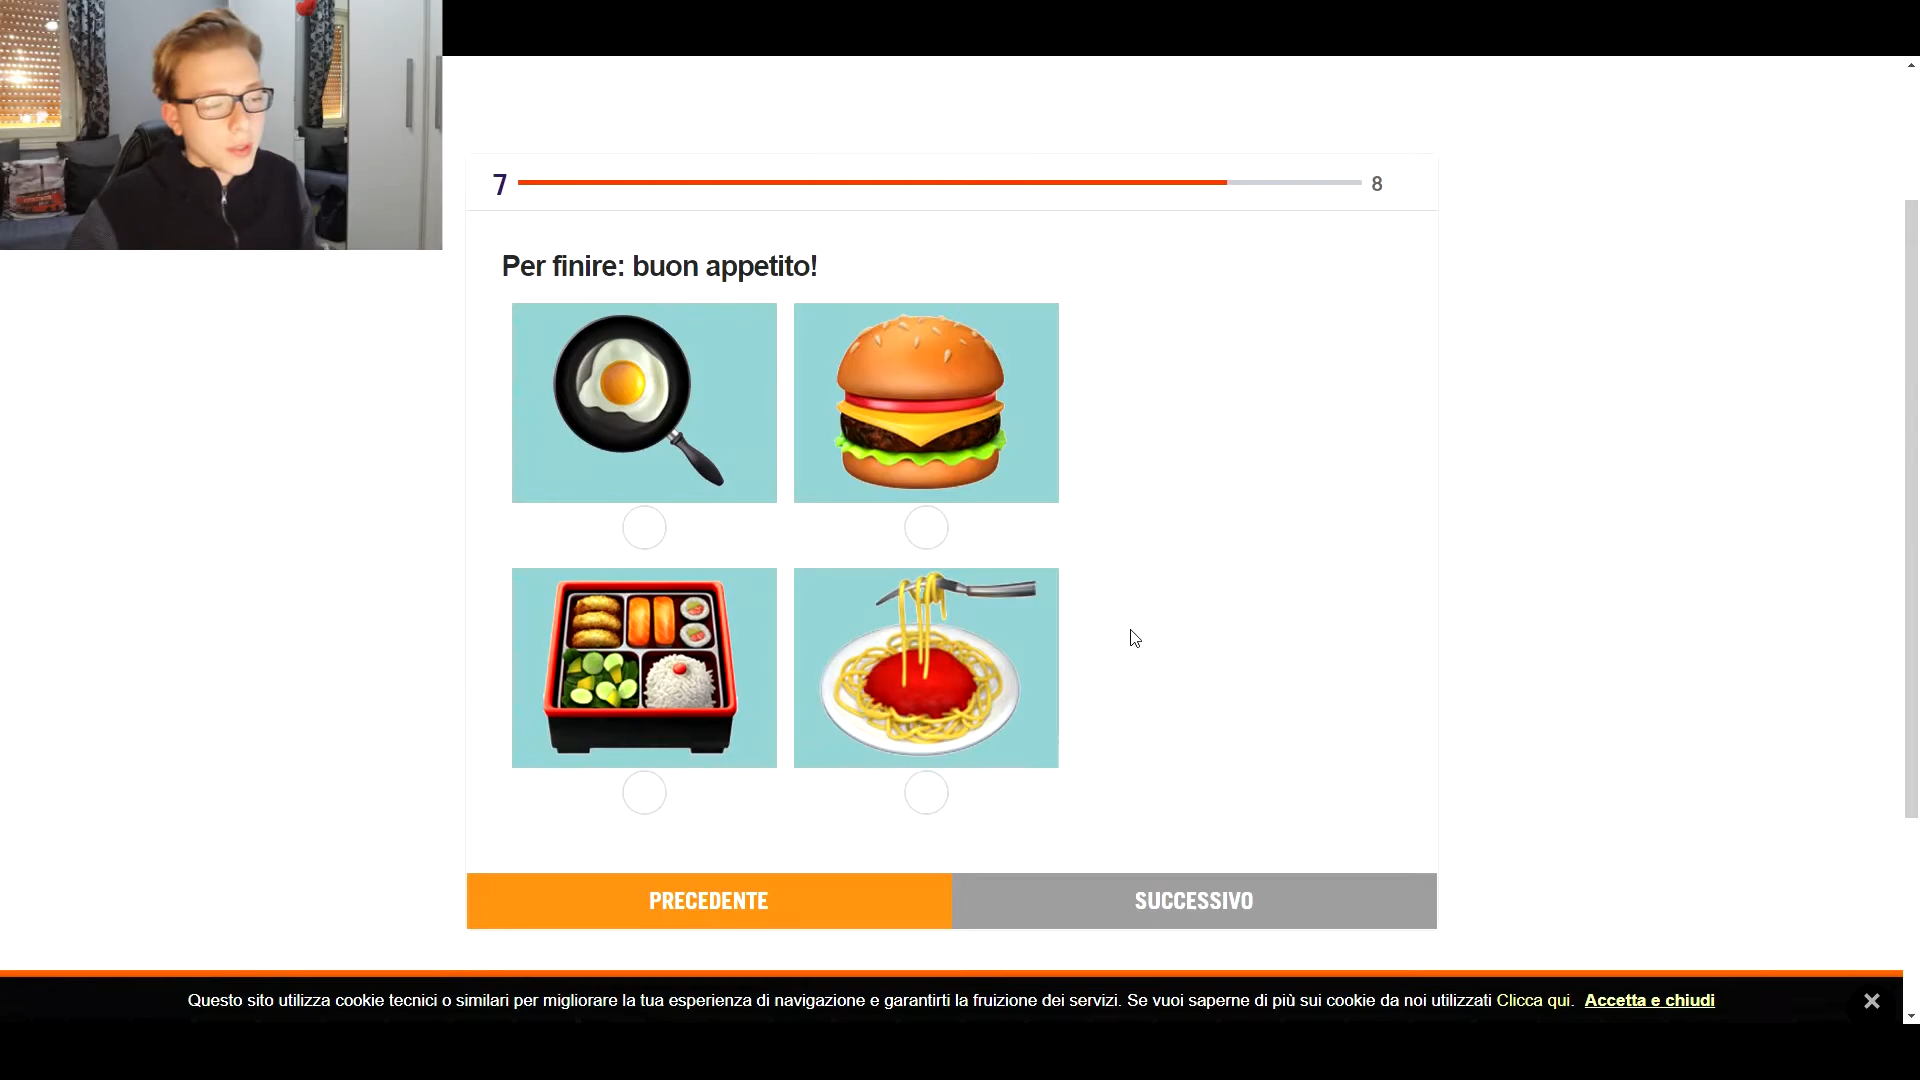 7
8
Per finire: buon appetito!
PRECEDENTE
SUCCESSIVO
Questo sito utilizza cookie tecnici o similari per migliorare la tua esperienza di navigazione e garantirti la fruizione dei servizi. Se vuoi saperne di più sui cookie da noi utilizzati Clicca qui. Accetta e chiudi